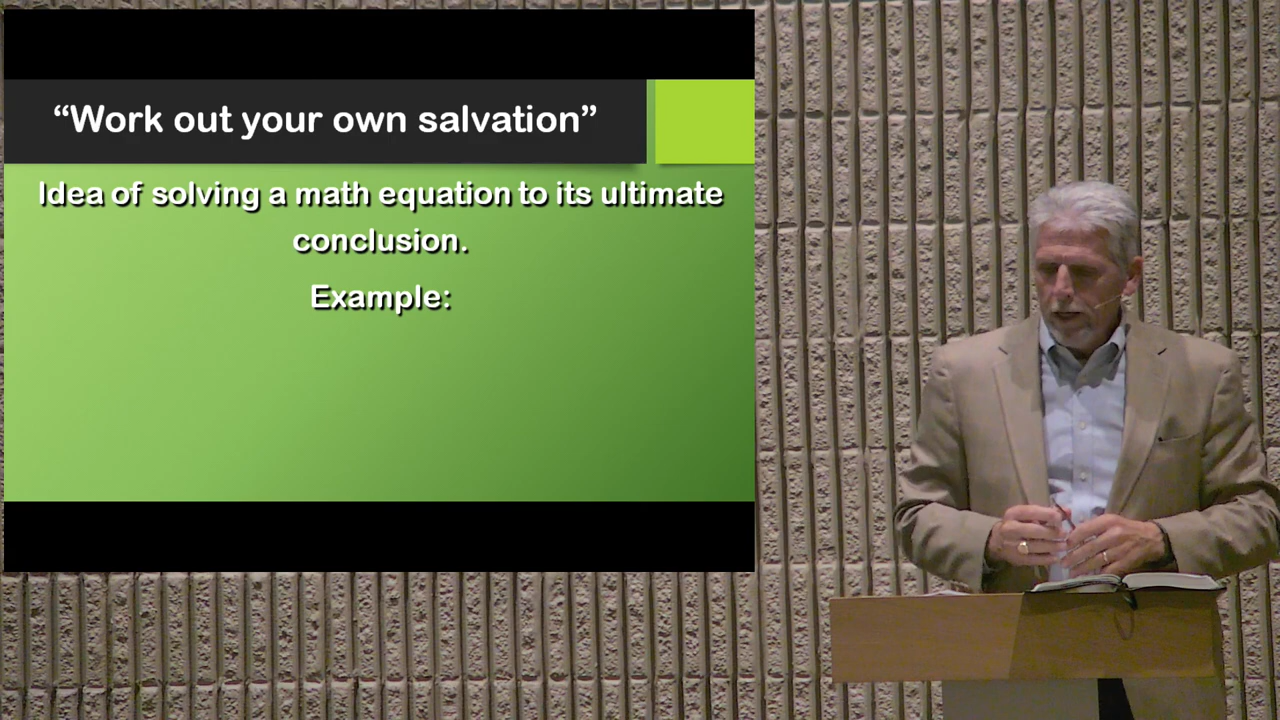 “Work out your own salvation”
Idea of solving a math equation to its ultimate
conclusion.
Example: